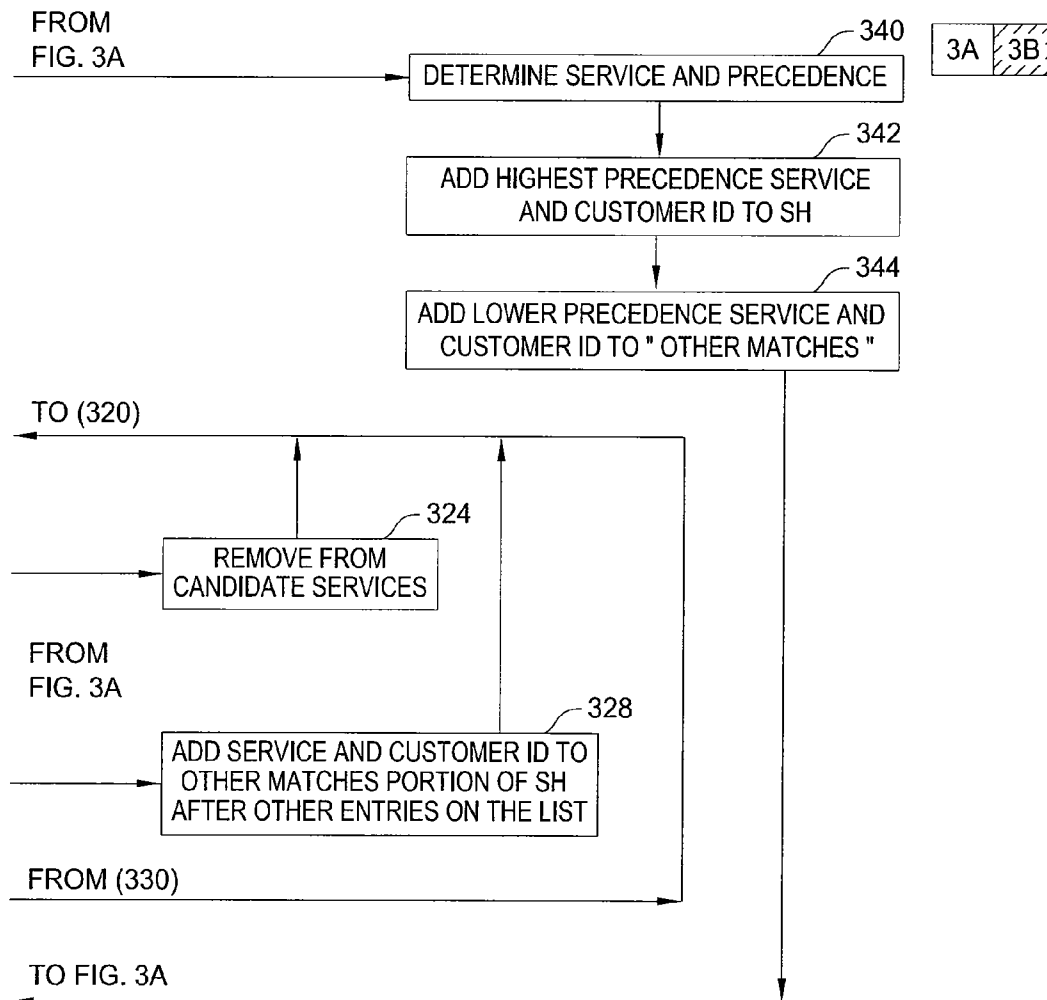 FROM
FIG. 3A
340
3A 3B
DETERMINE SERVICE AND PRECEDENCE
342
ADD HIGHEST PRECEDENCE SERVICE
AND CUSTOMER ID TO SH
344
ADD LOWER PRECEDENCE SERVICE AND
CUSTOMER ID TO " OTHER MATCHES "
TO (320)
324
REMOVE FROM
CANDIDATE SERVICES
FROM
FIG. 3A
328
ADD SERVICE AND CUSTOMER ID TO
OTHER MATCHES PORTION OF SH
AFTER OTHER ENTRIES ON THE LIST
FROM (330)
TO FIG. 3A